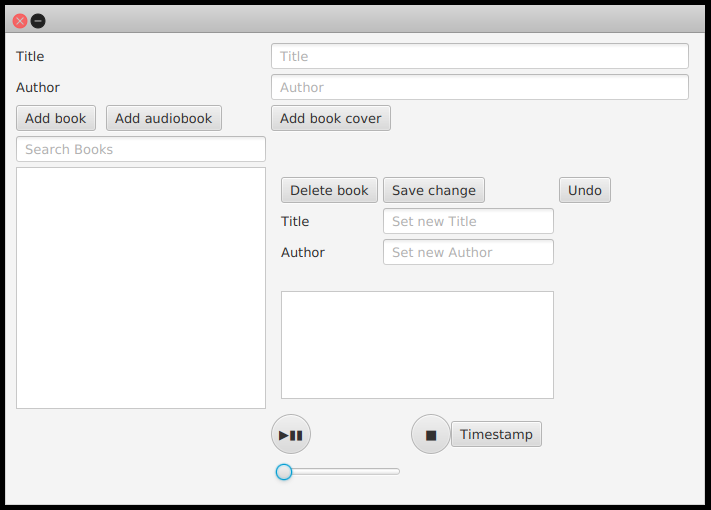 Title Title
Author Author
Add book Add audiobook Add book cover
Search Books
Delete book Save change Undo
Title Set new Title
Author Set new Author
Timestamp